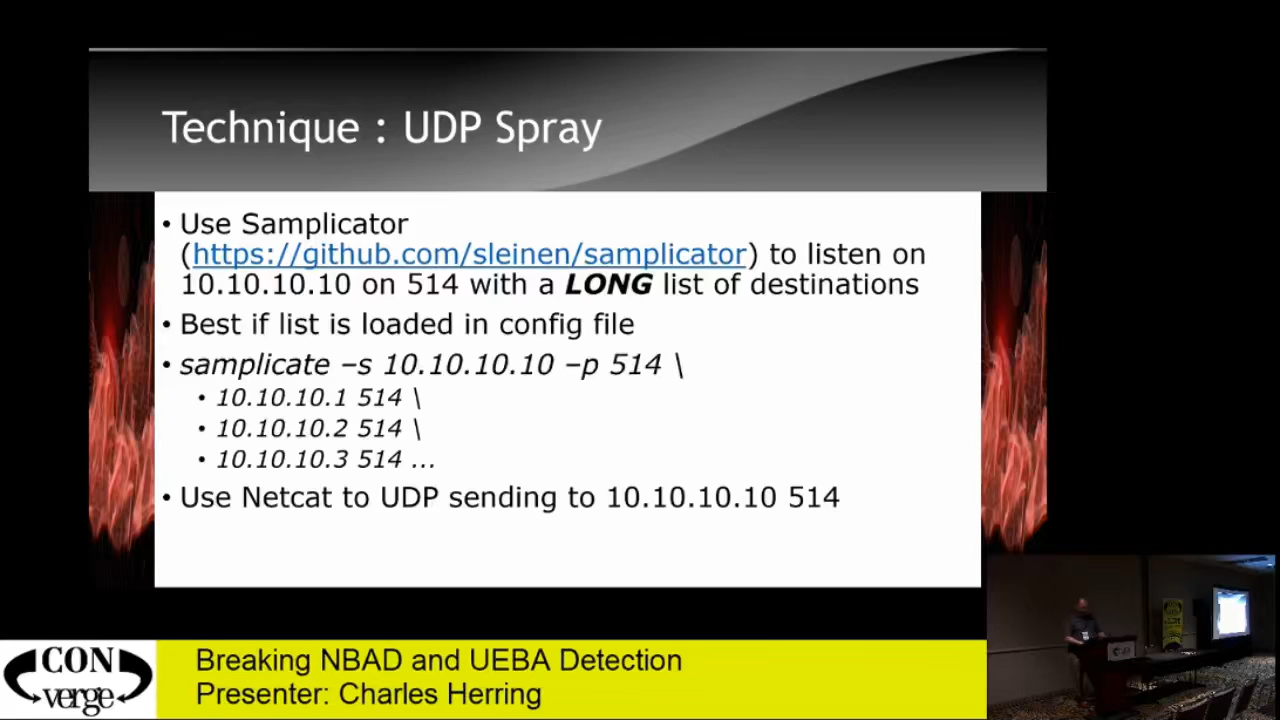 Technique : UDP Spray
• Use Samplicator
(https://github.com/sleinen/samplicator) to listen on
10.10.10.10 on 514 with a LONG list of destinations
• Best if list is loaded in config file
• samplicate –s 10.10.10.10 –p 514 \
• 10.10.10.1 514 \
• 10.10.10.2 514 \
• 10.10.10.3 514 ...
• Use Netcat to UDP sending to 10.10.10.10 514
CON
verge
Breaking NBAD and UEBA Detection
Presenter: Charles Herring